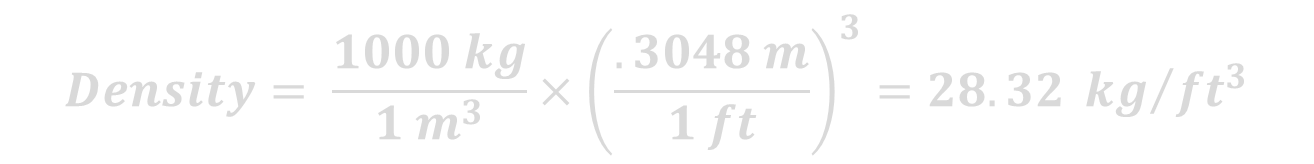 Density = 1000 kg / 1 m³ × (.3048 m / 1 ft)³ = 28.32 kg/ft³